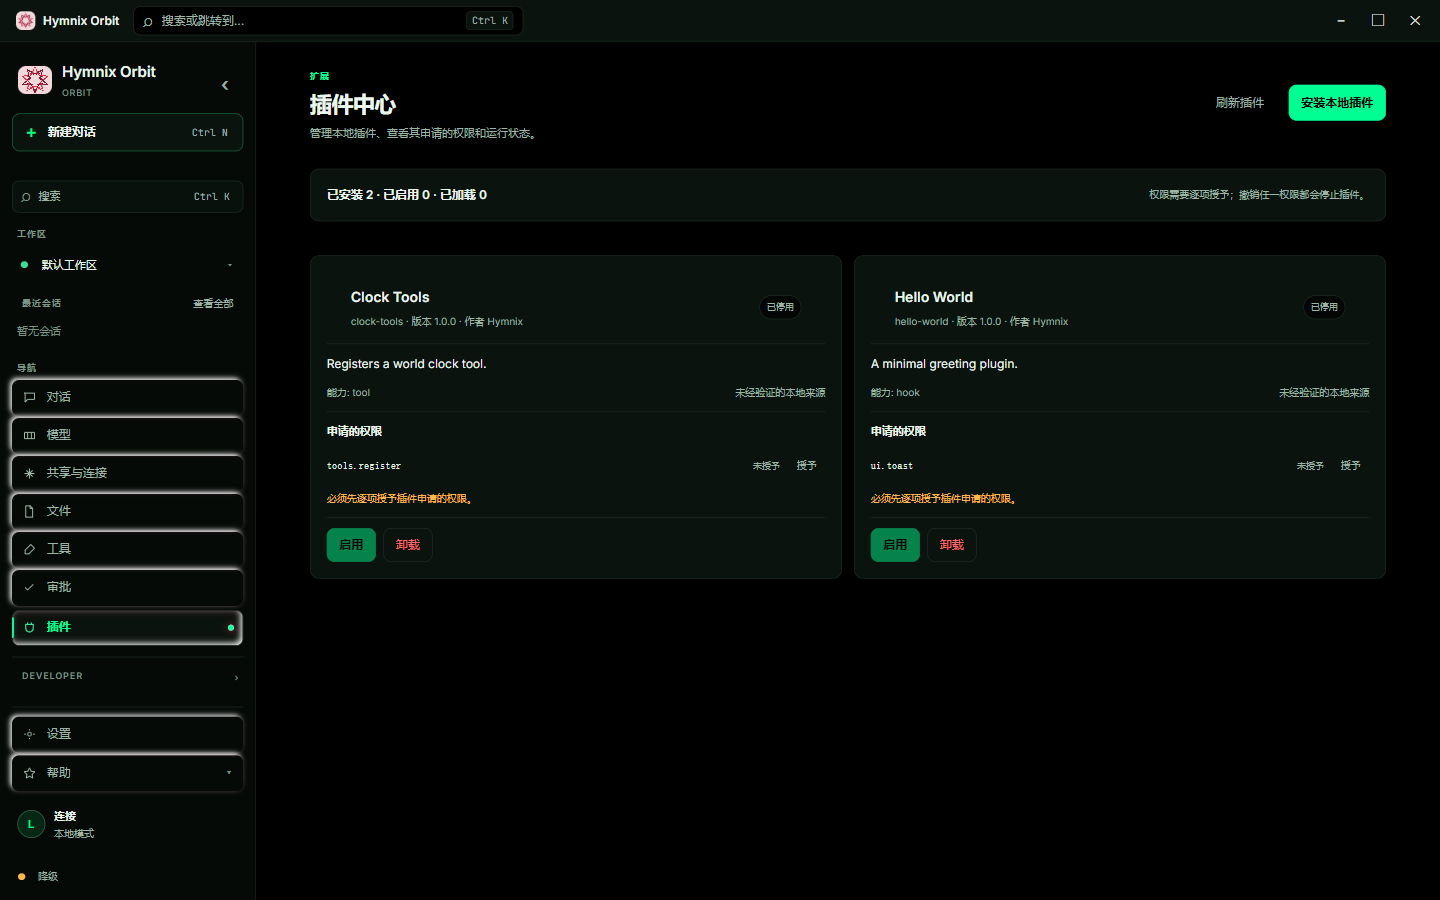 Hymnix Orbit
搜索或跳转到...
Ctrl K
Hymnix Orbit
ORBIT
新建对话
Ctrl N
搜索
Ctrl K
工作区
默认工作区
最近会话
查看全部
暂无会话
导航
对话
模型
共享与连接
文件
工具
审批
插件
DEVELOPER
设置
帮助
L
连接
本地模式
降级
扩展
插件中心
管理本地插件、查看其申请的权限和运行状态。
刷新插件
安装本地插件
已安装 2 · 已启用 0 · 已加载 0
权限需要逐项授予；撤销任一权限都会停止插件。
Clock Tools
clock-tools · 版本 1.0.0 · 作者 Hymnix
已停用
Registers a world clock tool.
能力: tool
未经验证的本地来源
申请的权限
tools.register
未授予
授予
必须先逐项授予插件申请的权限。
启用
卸载
Hello World
hello-world · 版本 1.0.0 · 作者 Hymnix
已停用
A minimal greeting plugin.
能力: hook
未经验证的本地来源
申请的权限
ui.toast
未授予
授予
必须先逐项授予插件申请的权限。
启用
卸载